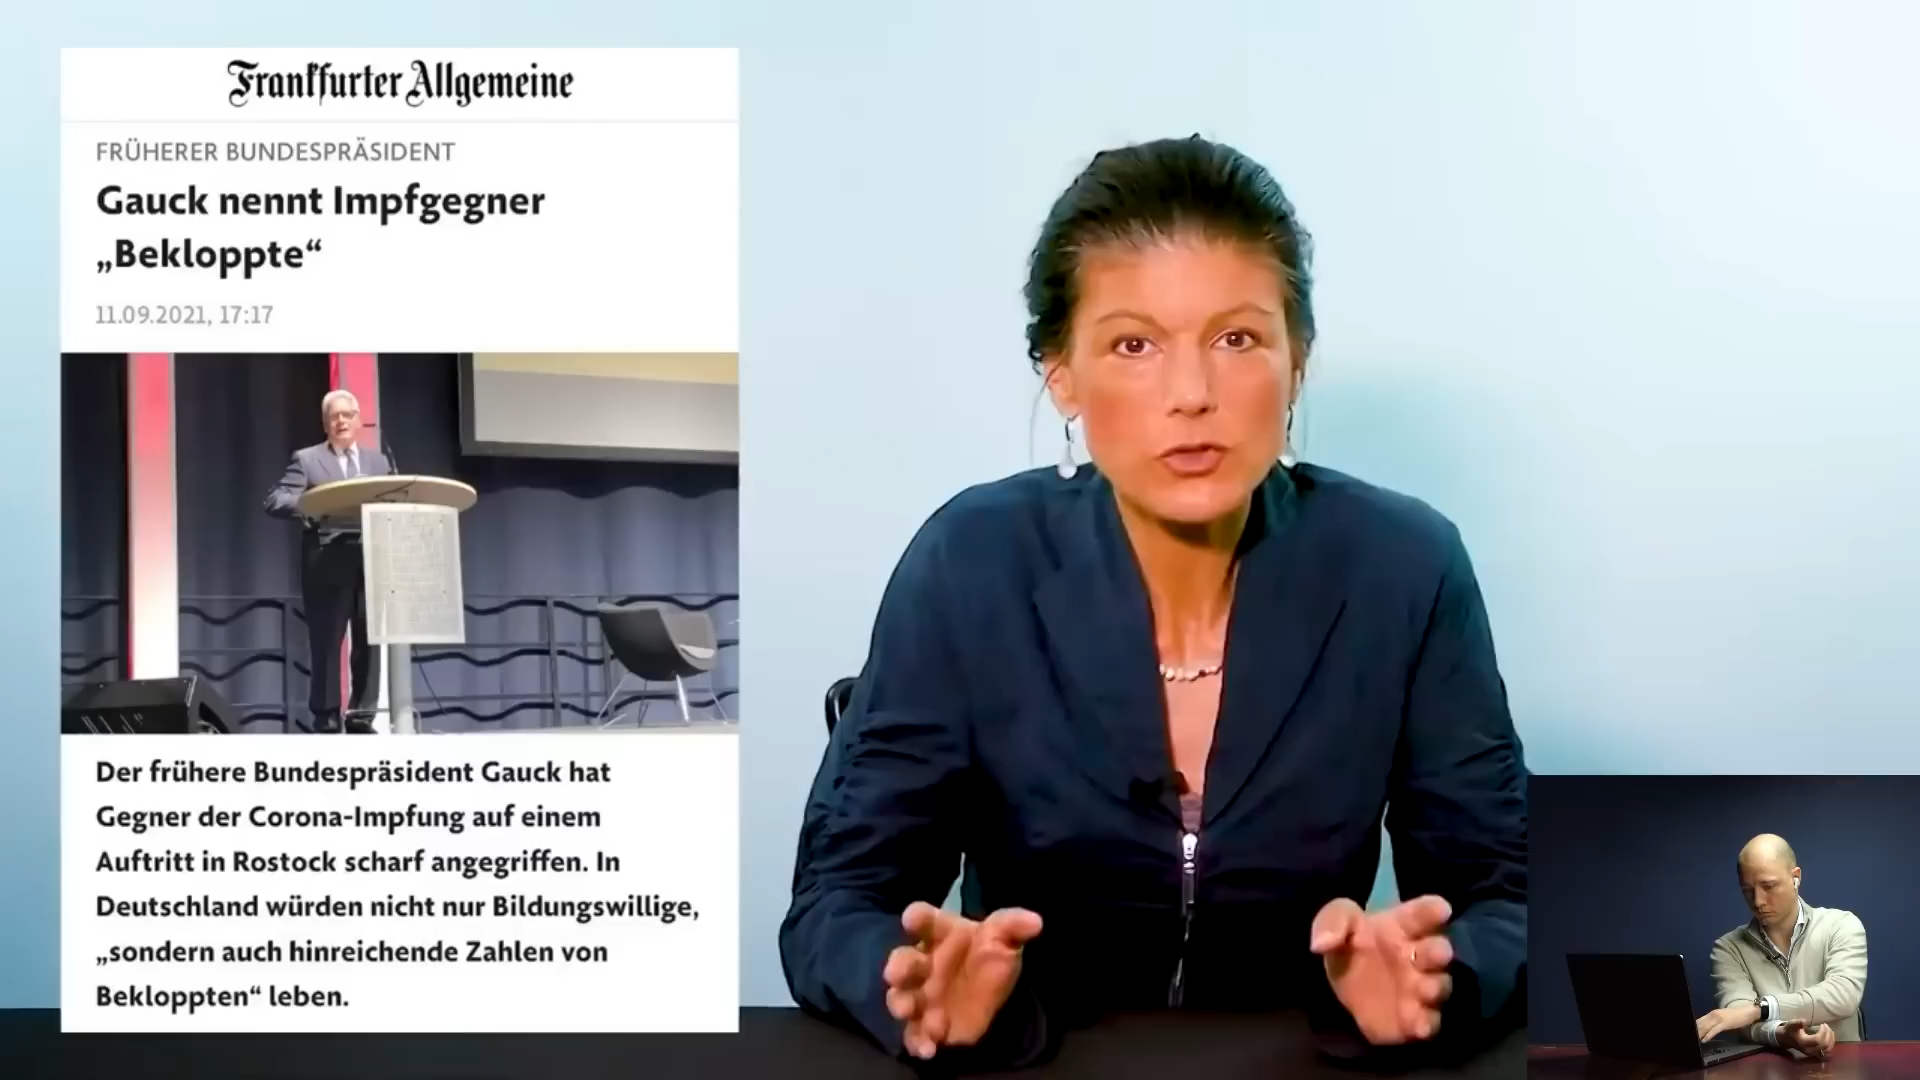 Frankfurter Allgemeine
FRÜHERER BUNDESPRÄSIDENT
Gauck nennt Impfgegner
„Bekloppte“
11.09.2021, 17:17
Der frühere Bundespräsident Gauck hat
Gegner der Corona-Impfung auf einem
Auftritt in Rostock scharf angegriffen. In
Deutschland würden nicht nur Bildungswillige,
„sondern auch hinreichende Zahlen von
Bekloppten“ leben.